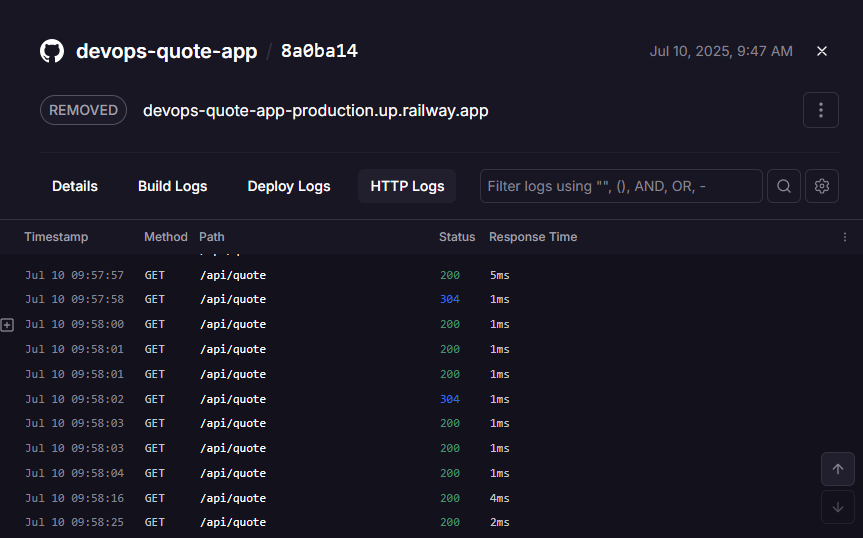 devops-quote-app / 8a0ba14 Jul 10, 2025, 9:47 AM
REMOVED devops-quote-app-production.up.railway.app
Details Build Logs Deploy Logs HTTP Logs Filter logs using "", (), AND, OR, -
Timestamp Method Path Status Response Time
Jul 10 09:57:57 GET /api/quote 200 5ms
Jul 10 09:57:58 GET /api/quote 304 1ms
Jul 10 09:58:00 GET /api/quote 200 1ms
Jul 10 09:58:01 GET /api/quote 200 1ms
Jul 10 09:58:01 GET /api/quote 200 1ms
Jul 10 09:58:02 GET /api/quote 304 1ms
Jul 10 09:58:03 GET /api/quote 200 1ms
Jul 10 09:58:03 GET /api/quote 200 1ms
Jul 10 09:58:04 GET /api/quote 200 1ms
Jul 10 09:58:16 GET /api/quote 200 4ms
Jul 10 09:58:25 GET /api/quote 200 2ms